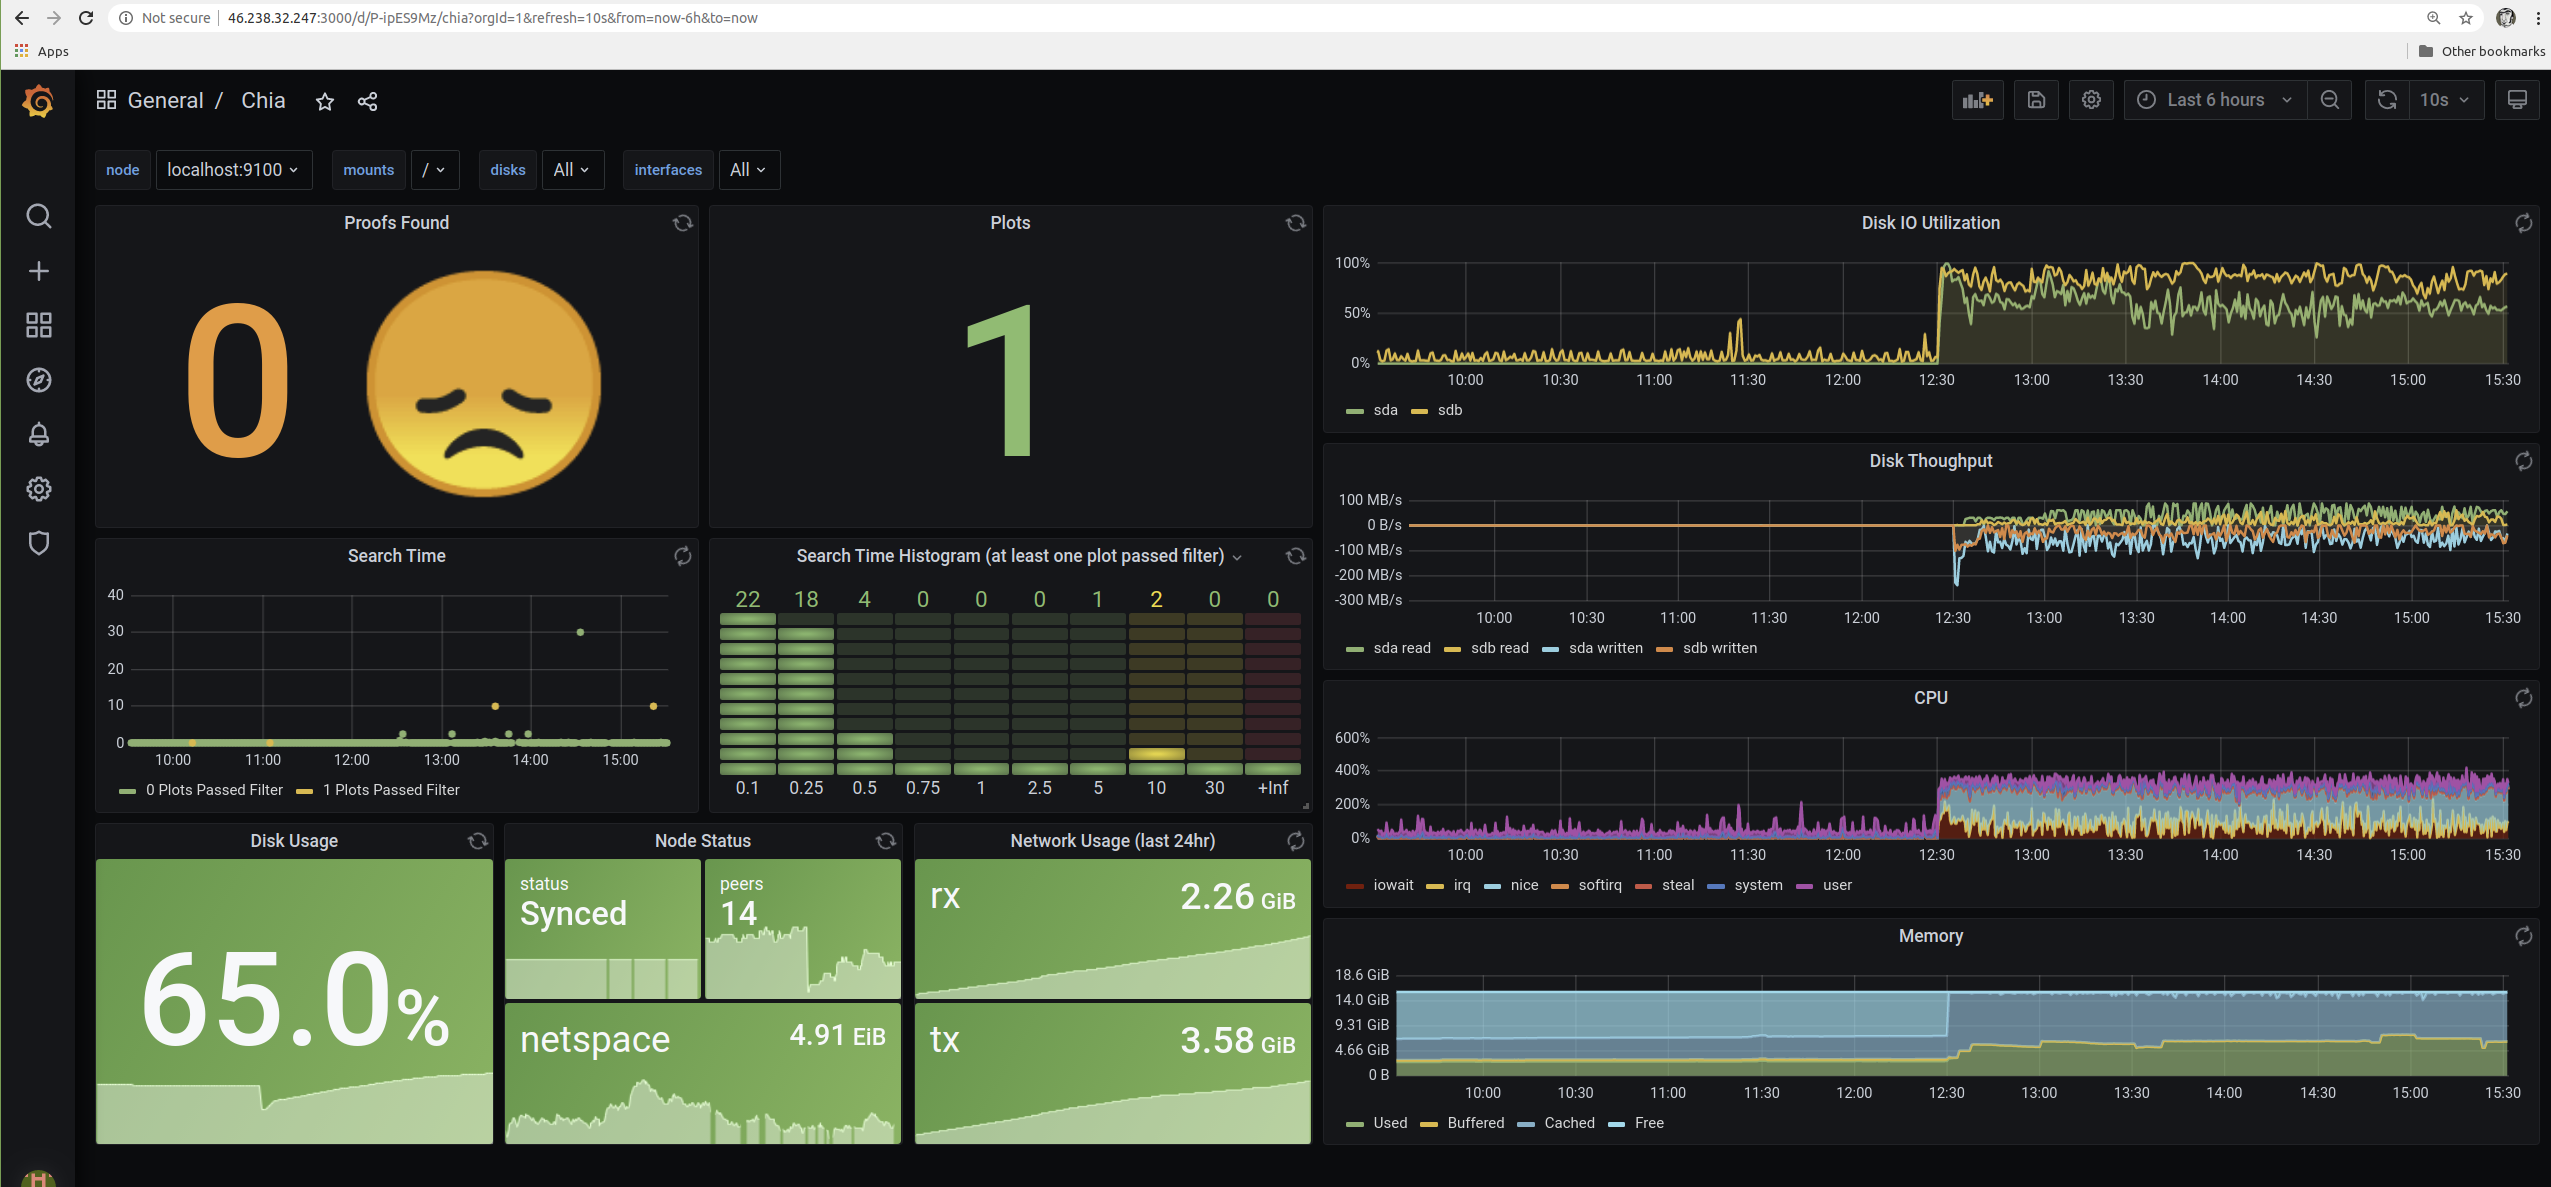 Not secure 46.238.32.247:3000/d/P-ipES9Mz/chia?orgId=1&refresh=10s&from=now-6h&to=now
Apps Other bookmarks
General / Chia Last 6 hours 10s
node localhost:9100 mounts / disks All interfaces All
Proofs Found
0
Plots
1
Search Time
40
30
20
10
0
10:00 11:00 12:00 13:00 14:00 15:00
0 Plots Passed Filter 1 Plots Passed Filter
Search Time Histogram (at least one plot passed filter)
22 18 4 0 0 0 1 2 0 0
0.1 0.25 0.5 0.75 1 2.5 5 10 30 +Inf
Disk Usage
65.0%
Node Status
status
Synced
peers
14
netspace 4.91 EiB
Network Usage (last 24hr)
rx 2.26 GiB
tx 3.58 GiB
Disk IO Utilization
100%
50%
0%
10:00 10:30 11:00 11:30 12:00 12:30 13:00 13:30 14:00 14:30 15:00 15:30
sda sdb
Disk Thoughput
100 MB/s
0 B/s
-100 MB/s
-200 MB/s
-300 MB/s
10:00 10:30 11:00 11:30 12:00 12:30 13:00 13:30 14:00 14:30 15:00 15:30
sda read sdb read sda written sdb written
CPU
600%
400%
200%
0%
10:00 10:30 11:00 11:30 12:00 12:30 13:00 13:30 14:00 14:30 15:00 15:30
iowait irq nice softirq steal system user
Memory
18.6 GiB
14.0 GiB
9.31 GiB
4.66 GiB
0 B
10:00 10:30 11:00 11:30 12:00 12:30 13:00 13:30 14:00 14:30 15:00 15:30
Used Buffered Cached Free